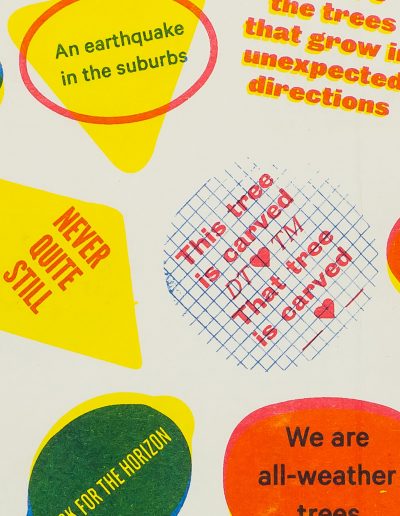 An earthquake
in the suburbs
the trees
that grow in
unexpected
directions
NEVER
QUITE
STILL
This tree
is carved
DT♥TM
That tree
is carved
_♥_
FOR THE HORIZON
We are
all-weather
trees